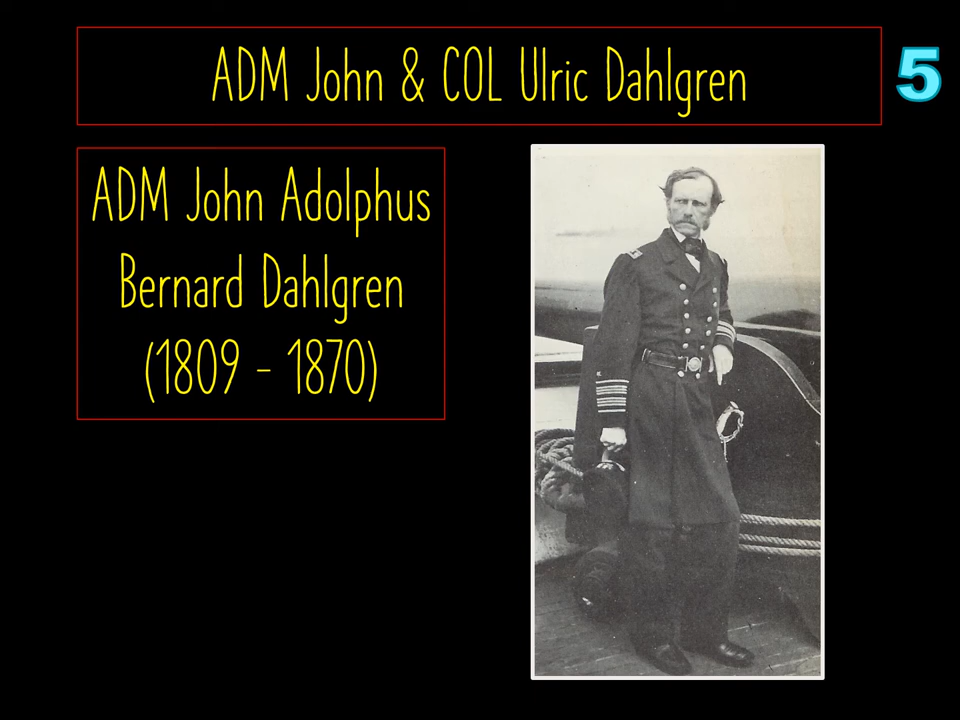 ADM John & COL Ulric Dahlgren
5
ADM John Adolphus
Bernard Dahlgren
(1809 - 1870)